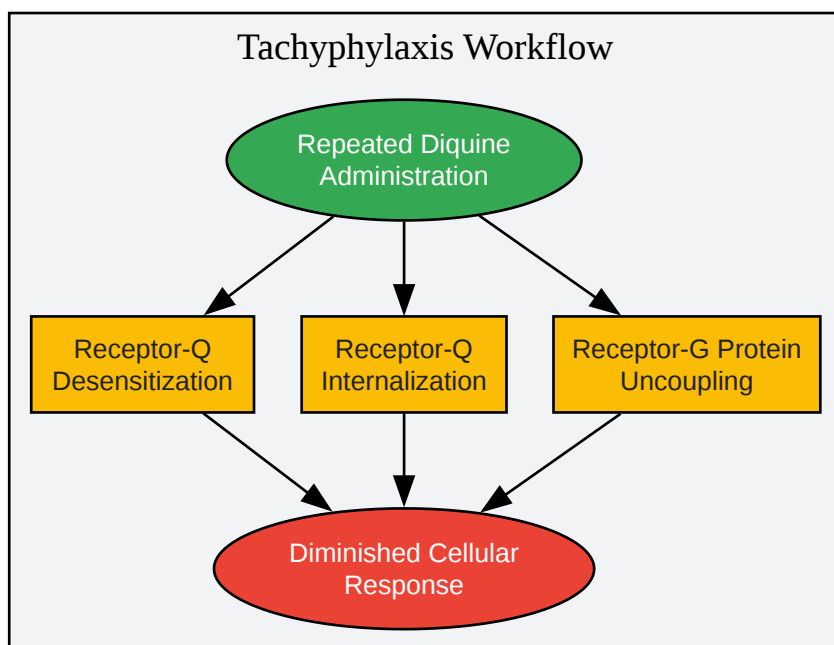 Tachyphylaxis Workflow
Repeated Diquine
Administration
Receptor-Q
Desensitization
Receptor-Q
Internalization
Receptor-G Protein
Uncoupling
Diminished Cellular
Response